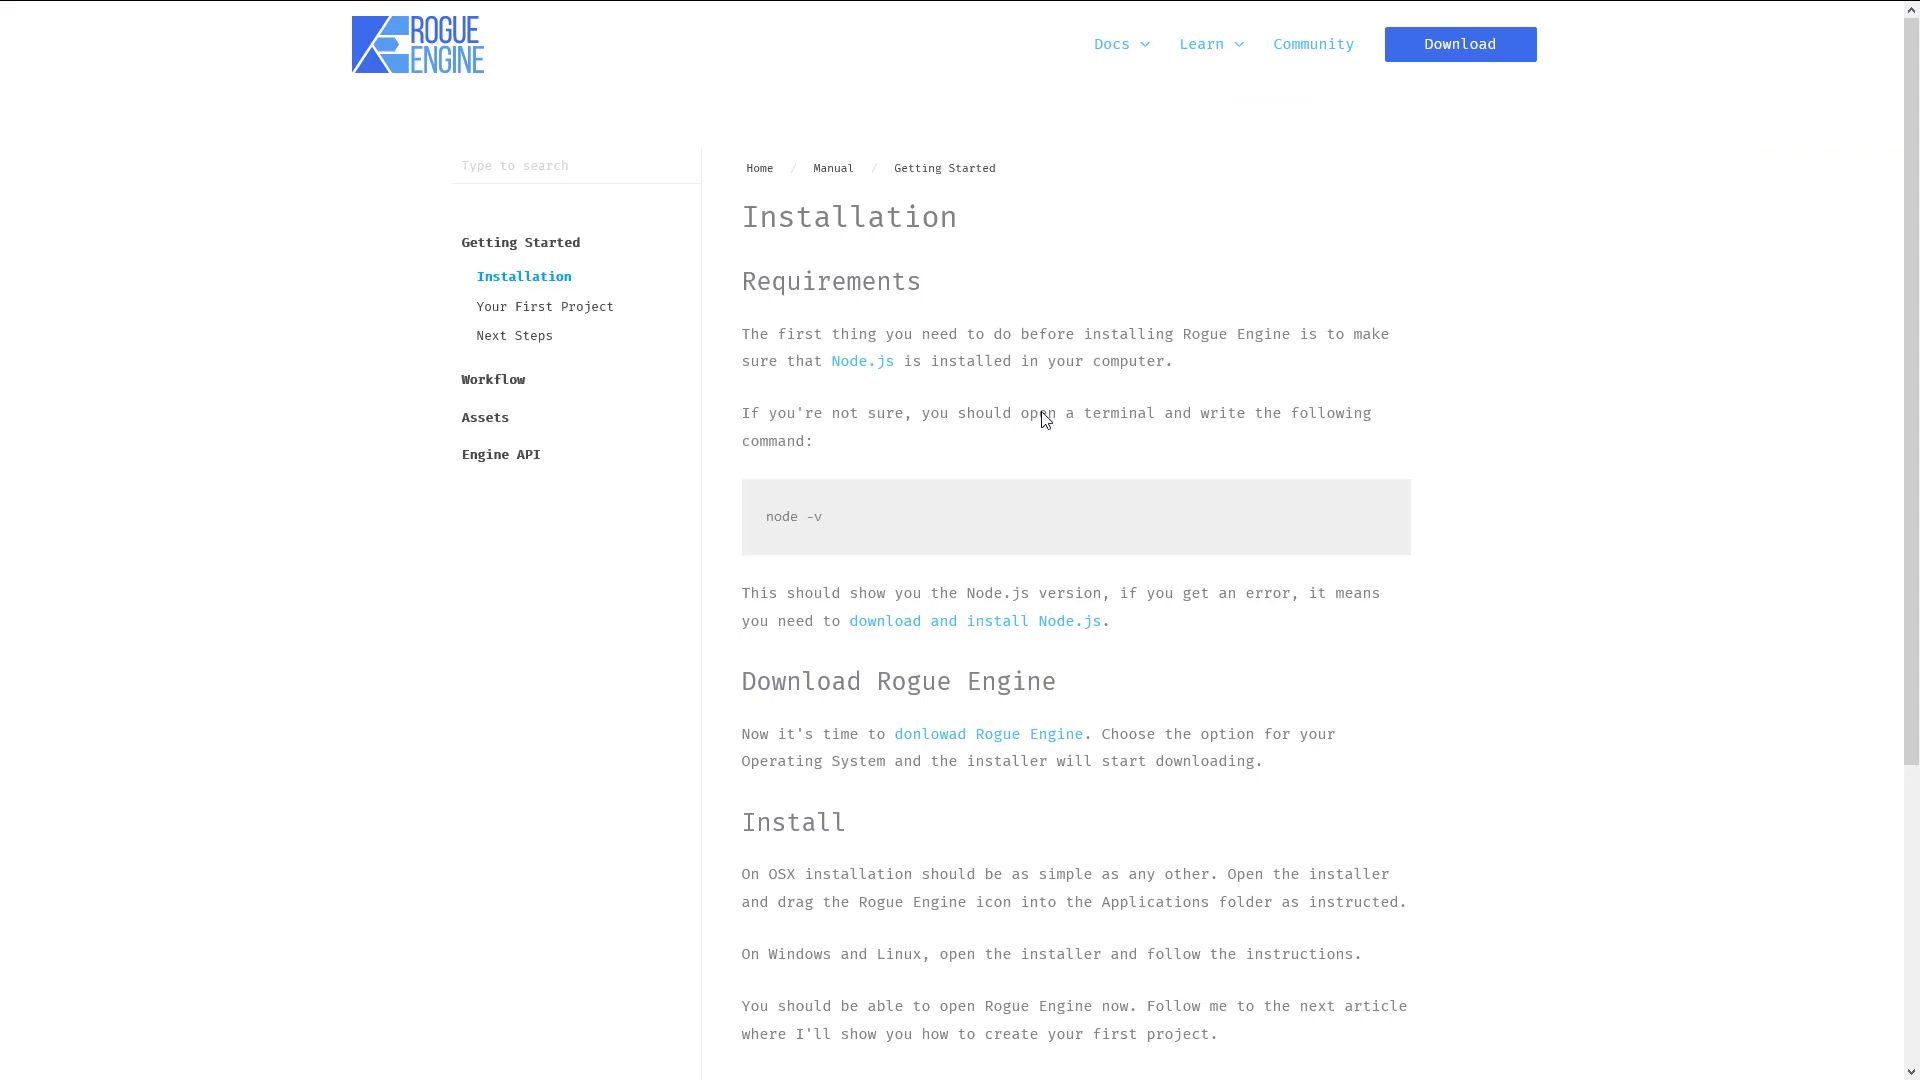 ROGUE
ENGINE
Docs
Learn
Community
Download
Type to search
Getting Started
Installation
Your First Project
Next Steps
Workflow
Assets
Engine API
Home / Manual / Getting Started
Installation
Requirements
The first thing you need to do before installing Rogue Engine is to make
sure that Node.js is installed in your computer.
If you're not sure, you should open a terminal and write the following
command:
node -v
This should show you the Node.js version, if you get an error, it means
you need to download and install Node.js.
Download Rogue Engine
Now it's time to donlowad Rogue Engine. Choose the option for your
Operating System and the installer will start downloading.
Install
On OSX installation should be as simple as any other. Open the installer
and drag the Rogue Engine icon into the Applications folder as instructed.
On Windows and Linux, open the installer and follow the instructions.
You should be able to open Rogue Engine now. Follow me to the next article
where I'll show you how to create your first project.